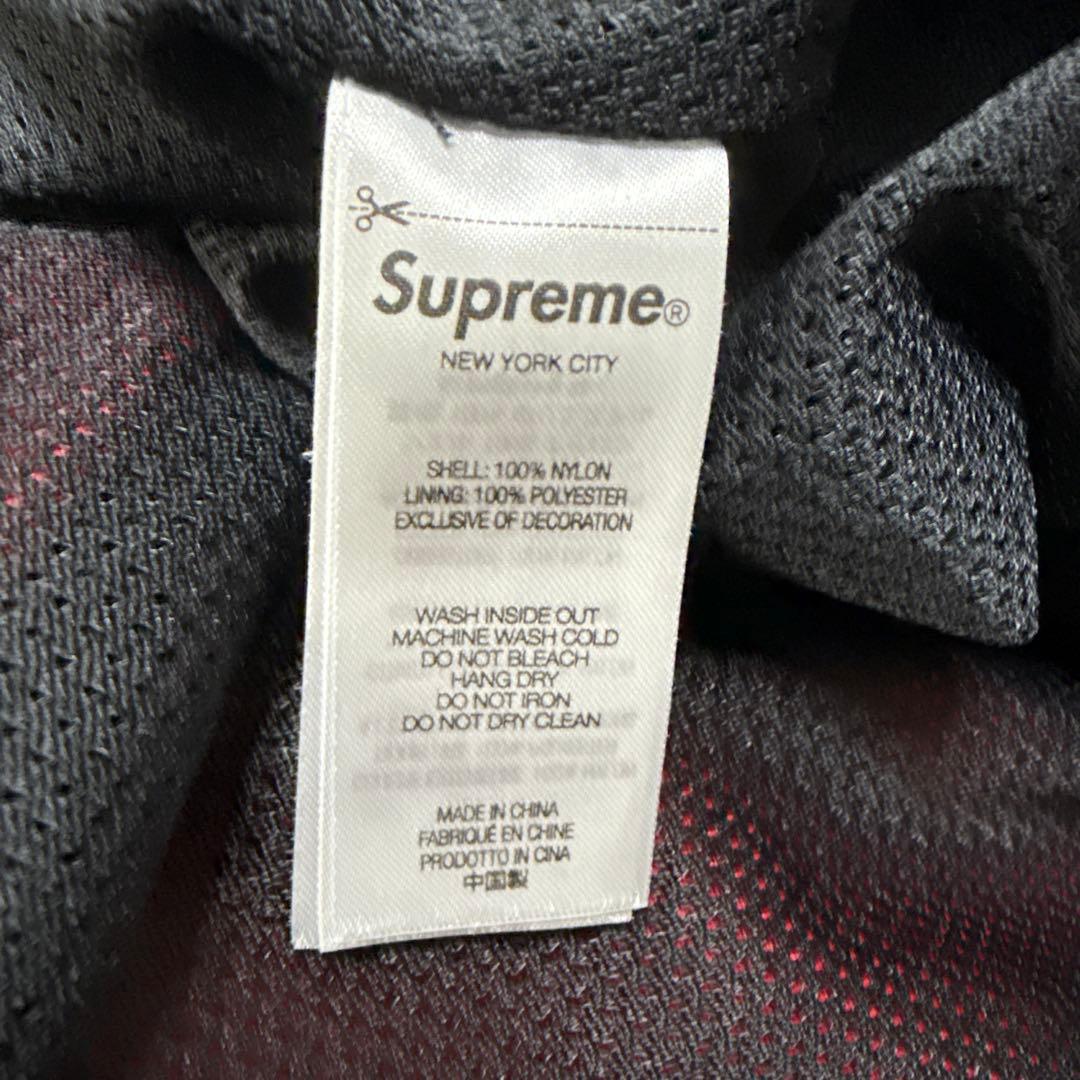 Supreme®
NEW YORK CITY
SHELL: 100% NYLON
LINING: 100% POLYESTER
EXCLUSIVE OF DECORATION
WASH INSIDE OUT
MACHINE WASH COLD
DO NOT BLEACH
HANG DRY
DO NOT IRON
DO NOT DRY CLEAN
MADE IN CHINA
FABRIQUÉ EN CHINE
PRODOTTO IN CINA
中国製